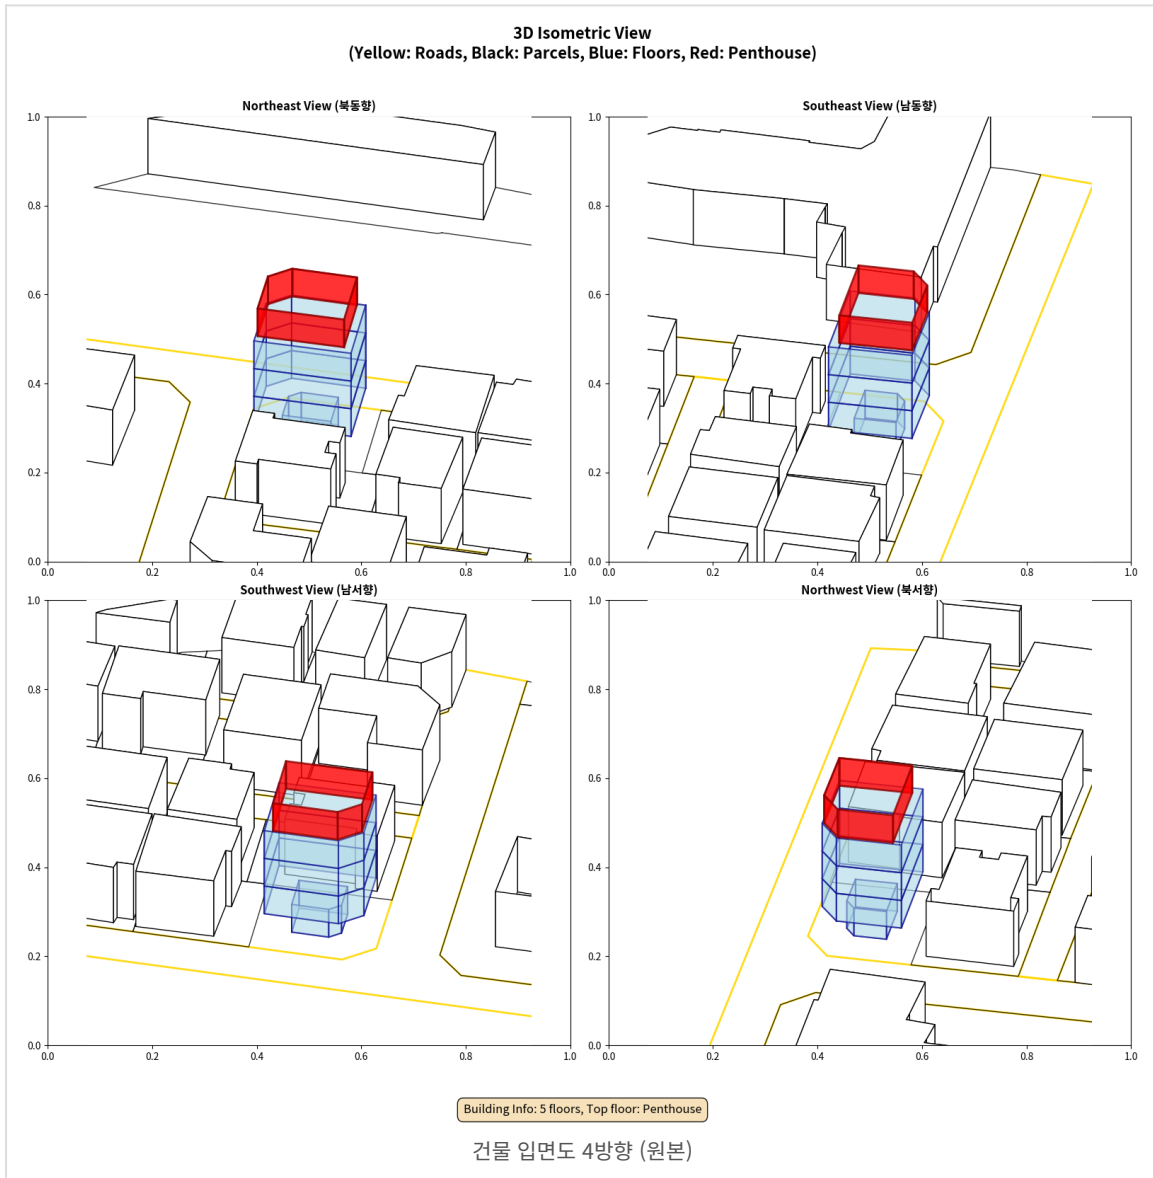 3D Isometric View
(Yellow: Roads, Black: Parcels, Blue: Floors, Red: Penthouse)
Northeast View (북동향)
1.0
0.8
0.6
0.4
0.2
0.0
0.0 0.2 0.4 0.6 0.8 1.0
Southeast View (남동향)
1.0
0.8
0.6
0.4
0.2
0.0
0.0 0.2 0.4 0.6 0.8 1.0
Southwest View (남서향)
1.0
0.8
0.6
0.4
0.2
0.0
0.0 0.2 0.4 0.6 0.8 1.0
Northwest View (북서향)
1.0
0.8
0.6
0.4
0.2
0.0
0.0 0.2 0.4 0.6 0.8 1.0
Building Info: 5 floors, Top floor: Penthouse
건물 입면도 4방향 (원본)